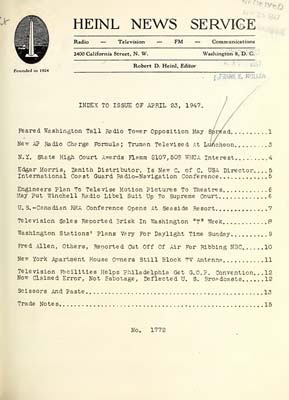 HEINL NEWS SERVICE
Radio — Television — FM — Communications
2400 California Street, N. W. Washington 8, D. C.
Robert D. Heinl, Editor
Founded in 1924
INDEX TO ISSUE OF APRIL 23, 1947.
Feared Washington Tall Radio Tower Opposition May Spread..........1
New AP Radio Charge Formula; Truman Televised At Luncheon.........3
N.Y. State High Court Awards Flamm $107,505 WMCA Interest.........4
Edgar Morris, Zenith Distributor, Is New C. of C. USA Director....5
International Coast Guard Radio-Navigation Conference.............5
Engineers Plan To Televise Motion Pictures To Theatres............6
May Put Winchell Radio Libel Suit Up To Supreme Court.............6
U.S.-Canadian RMA Conference Opens At Seaside Resort..............7
Television Sales Reported Brisk In Washington "T" Week............8
Washington Stations' Plans Vary For Daylight Time Sunday..........9
Fred Allen, Others, Reported Cut Off Of Air For Ribbing NBC.......10
New York Apartment House Owners Still Block TV Antenna............11
Television Facilities Helps Philadelphia Get G.O.P. Convention....12
Now Claimed Error, Not Sabotage, Deflected U. S. Broadcasts.......12
Scissors And Paste................................................13
Trade Notes.......................................................15
No. 1772